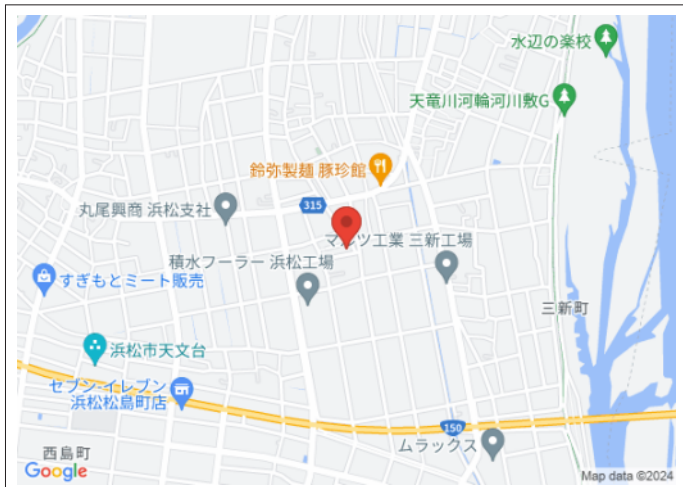 水辺の楽校
天竜川河輪河川敷G
鈴弥製麺 豚珍館
315
丸尾興商 浜松支社
マルツ工業 三新工場
積水フーラー 浜松工場
すぎもとミート販売
三新町
浜松市天文台
セブン-イレブン
浜松松島町店
150
ムラックス
西島町
Google
Map data ©2024